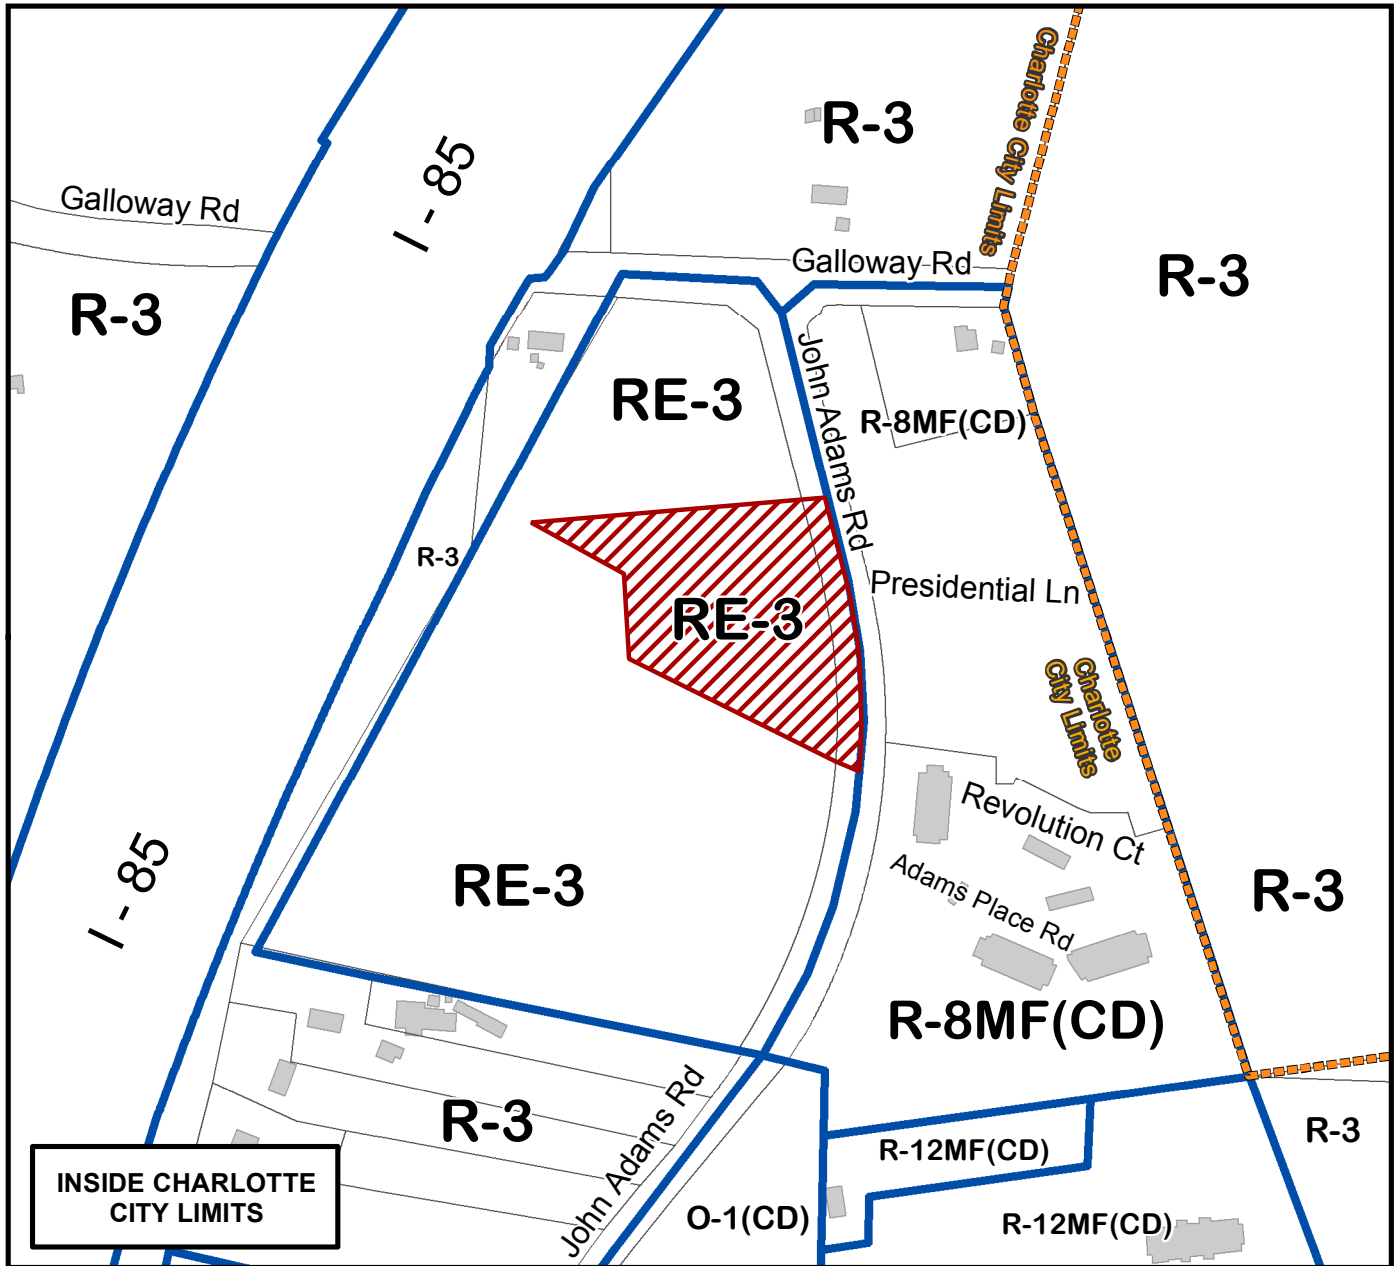 Charlotte City Limits
R-3
I - 85
Galloway Rd
Galloway Rd
R-3
R-3
John Adams Rd
RE-3
R-8MF(CD)
R-3
Presidential Ln
RE-3
Charlotte
City Limits
Revolution Ct
I - 85
Adams Place Rd
RE-3
R-3
R-8MF(CD)
John Adams Rd
R-3
R-3
R-12MF(CD)
INSIDE CHARLOTTE
CITY LIMITS
O-1(CD)
R-12MF(CD)